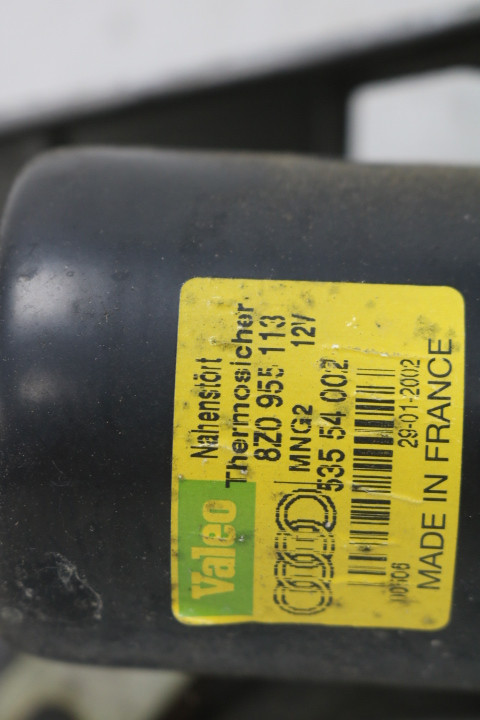 Valeo
Nahenstört
Thermosicher
8Z0 955 113
MNG2 12V
535 54 002
29-01-2002
MADE IN FRANCE